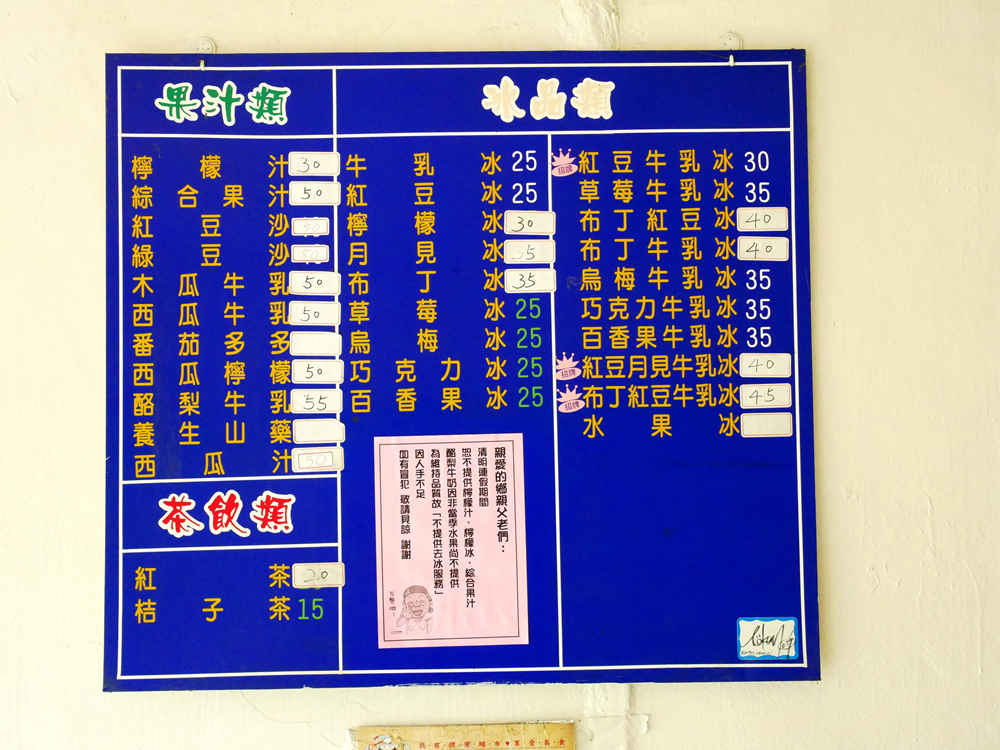 果汁類
檸檬汁 30
綜合果汁 50
紅豆沙
綠豆沙
木瓜牛乳 50
西瓜牛乳 50
番茄多多
西瓜檸檬 50
酪梨牛乳 55
養生山藥
西瓜汁
茶飲類
紅茶 20
桔子茶 15
冰品類
牛乳冰 25
紅豆冰 25
檸檬冰 30
月見冰 35
布丁冰 35
草莓冰 25
烏梅冰 25
巧克力冰 25
百香果冰 25
招牌 紅豆牛乳冰 30
草莓牛乳冰 35
布丁紅豆冰 40
布丁牛乳冰 40
烏梅牛乳冰 35
巧克力牛乳冰 35
百香果牛乳冰 35
招牌 紅豆月見牛乳冰 40
招牌 布丁紅豆牛乳冰 45
水果冰
親愛的鄉親父老們：
清明連假期間
恕不提供檸檬汁、檸檬冰、綜合果汁
酪梨牛奶因非當季水果尚不提供
為維持品質故「不提供去冰服務」
因人手不足
如有冒犯 敬請見諒 謝謝